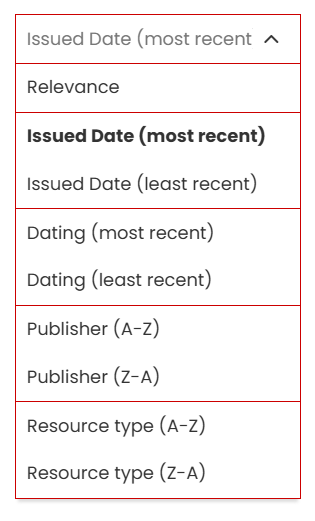 Issued Date (most recent
Relevance
Issued Date (most recent)
Issued Date (least recent)
Dating (most recent)
Dating (least recent)
Publisher (A-Z)
Publisher (Z-A)
Resource type (A-Z)
Resource type (Z-A)